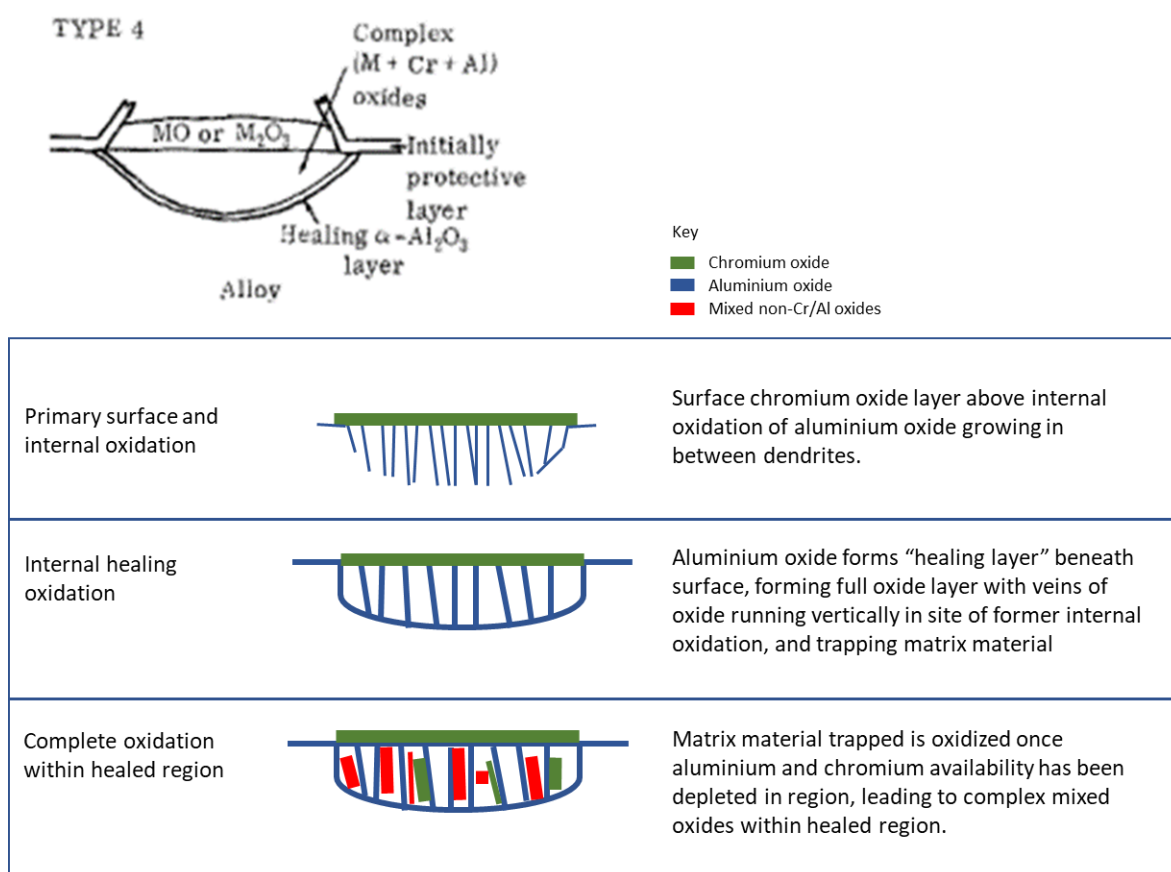 TYPE 4
Complex
(M + Cr + Al)
oxides
MO or M₂O₃
Initially
protective
layer
Healing α-Al₂O₃
layer
Alloy
Key
Chromium oxide
Aluminium oxide
Mixed non-Cr/Al oxides
Primary surface and
internal oxidation
Surface chromium oxide layer above internal
oxidation of aluminium oxide growing in
between dendrites.
Internal healing
oxidation
Aluminium oxide forms “healing layer” beneath
surface, forming full oxide layer with veins of
oxide running vertically in site of former internal
oxidation, and trapping matrix material
Complete oxidation
within healed region
Matrix material trapped is oxidized once
aluminium and chromium availability has been
depleted in region, leading to complex mixed
oxides within healed region.